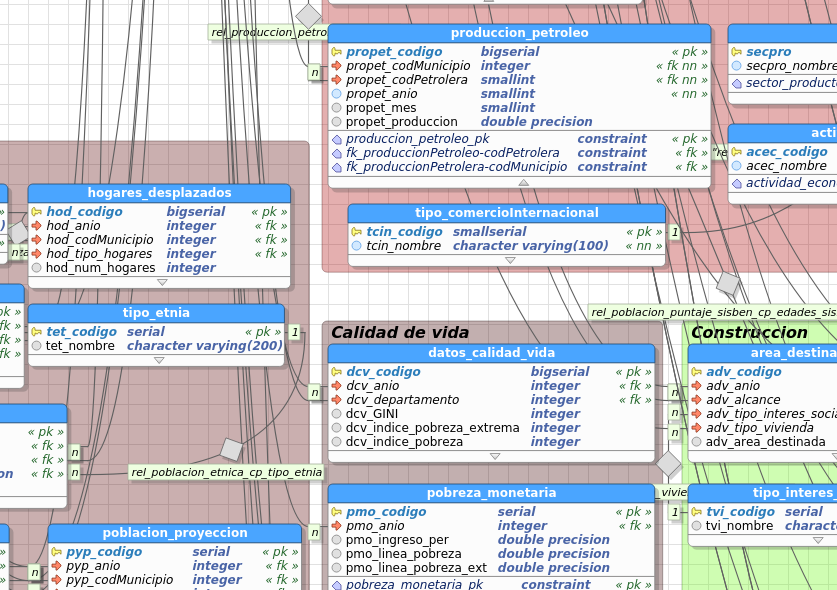 rel_produccion_petro
n
produccion_petroleo
propet_codigo bigserial « pk »
propet_codMunicipio integer « fk nn »
propet_codPetrolera smallint « fk nn »
propet_anio smallint « nn »
propet_mes smallint
propet_produccion double precision
produccion_petroleo_pk constraint « pk »
fk_produccionPetroleo-codPetrolera constraint « fk »
fk_produccionPetrolera-codMunicipio constraint « fk »
secpro
secpro_nombre
sector_producto
"re
acti
acec_codigo
acec_nombre
actividad_econ
hogares_desplazados
hod_codigo bigserial « pk »
hod_anio integer « fk »
hod_codMunicipio integer « fk »
hod_tipo_hogares integer « fk »
hod_num_hogares integer
tipo_comercioInternacional
tcin_codigo smallserial « pk »
tcin_nombre character varying(100) « nn »
1
tipo_etnia
tet_codigo serial « pk »
tet_nombre character varying(200)
1
pk »
fk »
fk »
fk »
rel_poblacion_puntaje_sisben_cp_edades_sis
Calidad de vida
datos_calidad_vida
dcv_codigo bigserial « pk »
dcv_anio integer « fk »
dcv_departamento integer « fk »
dcv_GINI integer
dcv_indice_pobreza_extrema integer
dcv_indice_pobreza integer
n
n
n
n
Construccion
area_destina
adv_codigo
adv_anio
adv_alcance
adv_tipo_interes_socia
adv_tipo vivienda
adv_area_destinada
« pk »
« fk »
« fk »
« fk »
on
n
n
rel_poblacion_etnica_cp_tipo_etnia
pobreza_monetaria
pmo_codigo serial « pk »
pmo_anio integer « fk »
pmo_ingreso_per double precision
pmo_linea_pobreza double precision
pmo_linea_pobreza_ext double precision
pobreza_monetaria_pk constraint « pk »
n
_vivie
1
tipo_interes_
tvi_codigo serial
tvi_nombre characte
poblacion_proyeccion
pyp_codigo serial « pk »
pyp_anio integer « fk »
pyp_codMunicipio integer « fk »
n